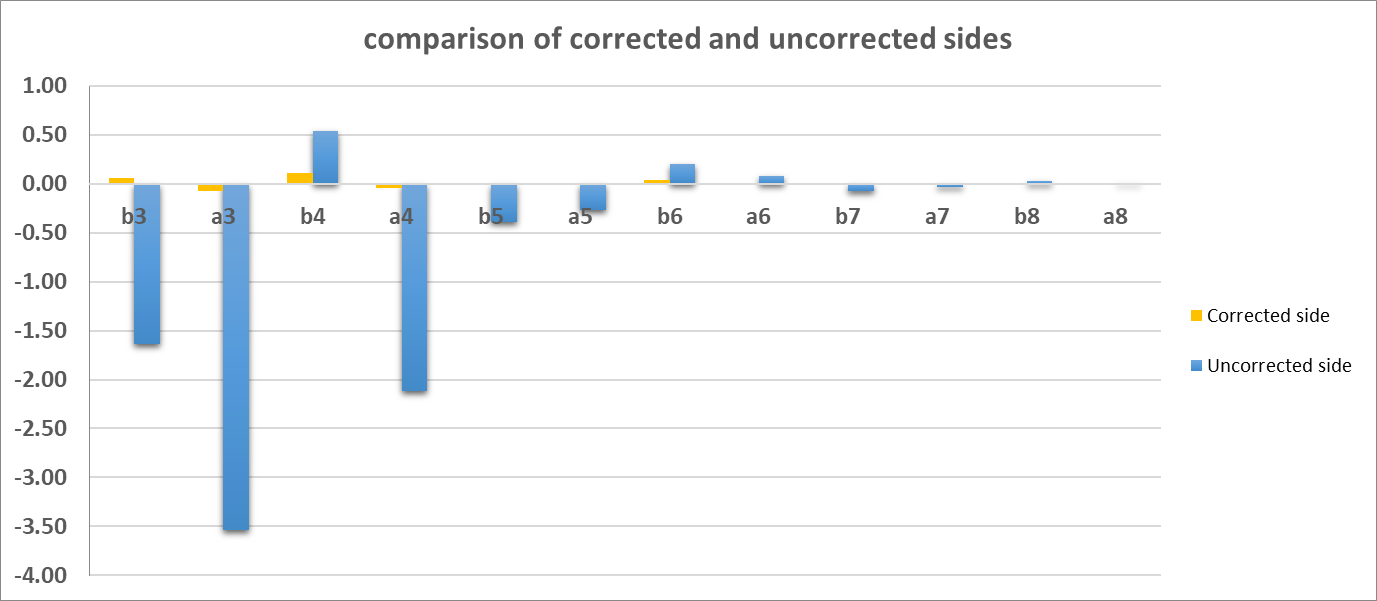 comparison of corrected and uncorrected sides
1.00
0.50
0.00
b3 a3 b4 a4 b5 a5 b6 a6 b7 a7 b8 a8
-0.50
-1.00
-1.50
-2.00
-2.50
-3.00
-3.50
-4.00
Corrected side
Uncorrected side